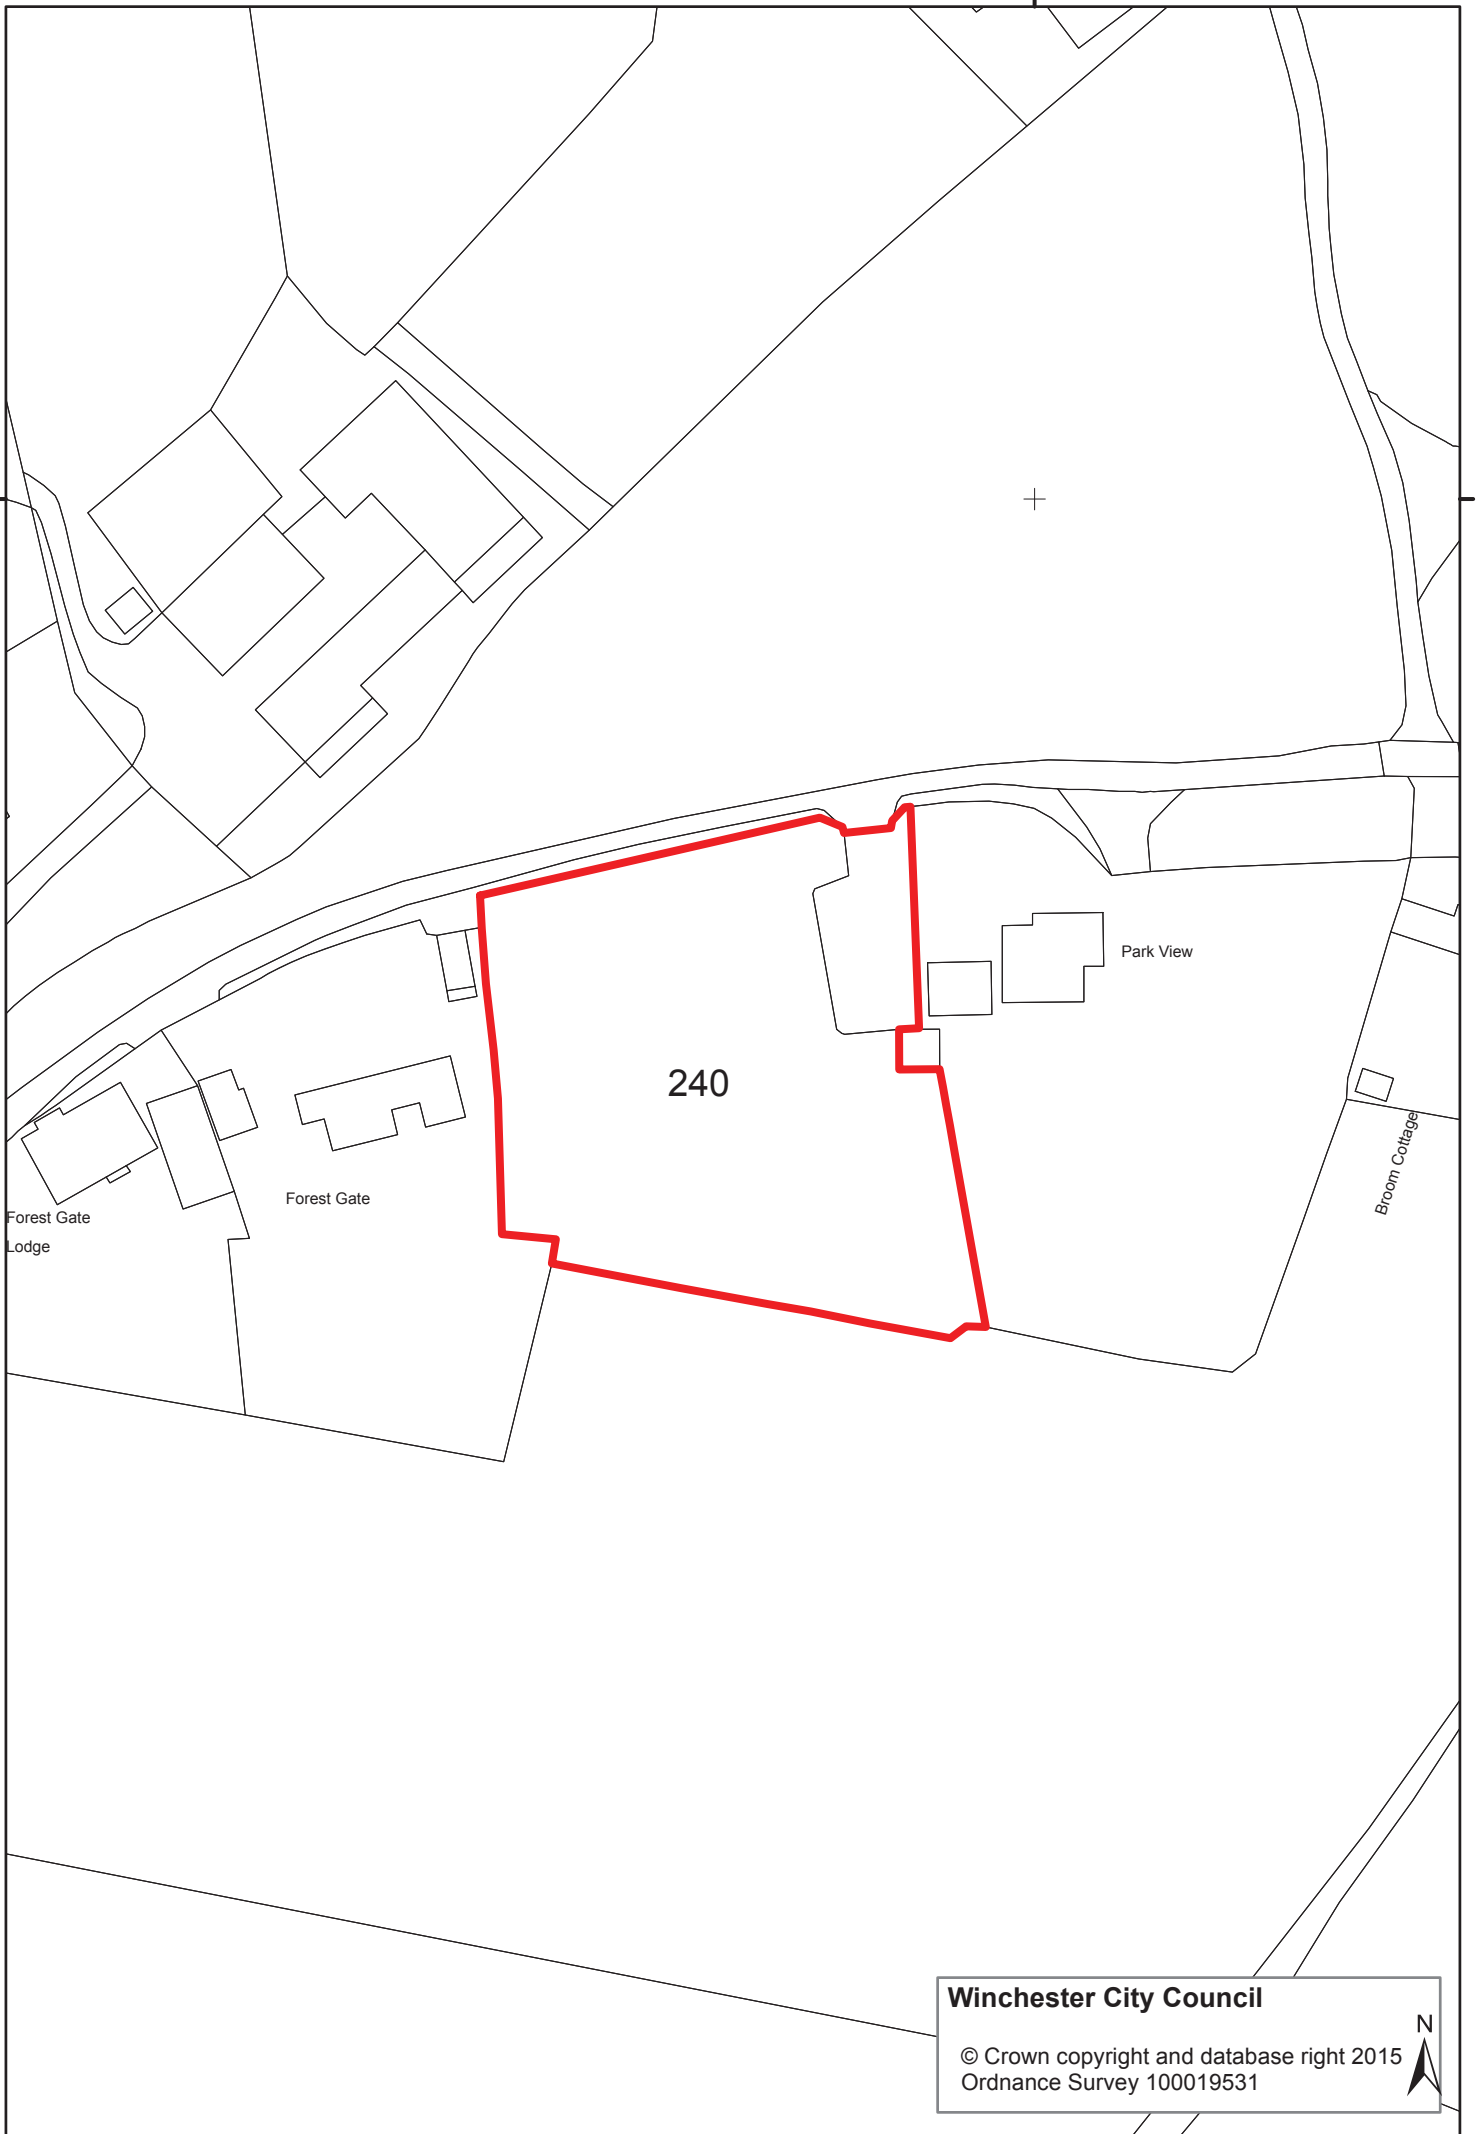 Park View
240
Broom Cottage
Forest Gate
Forest Gate
Lodge
Winchester City Council
N
© Crown copyright and database right 2015
Ordnance Survey 100019531